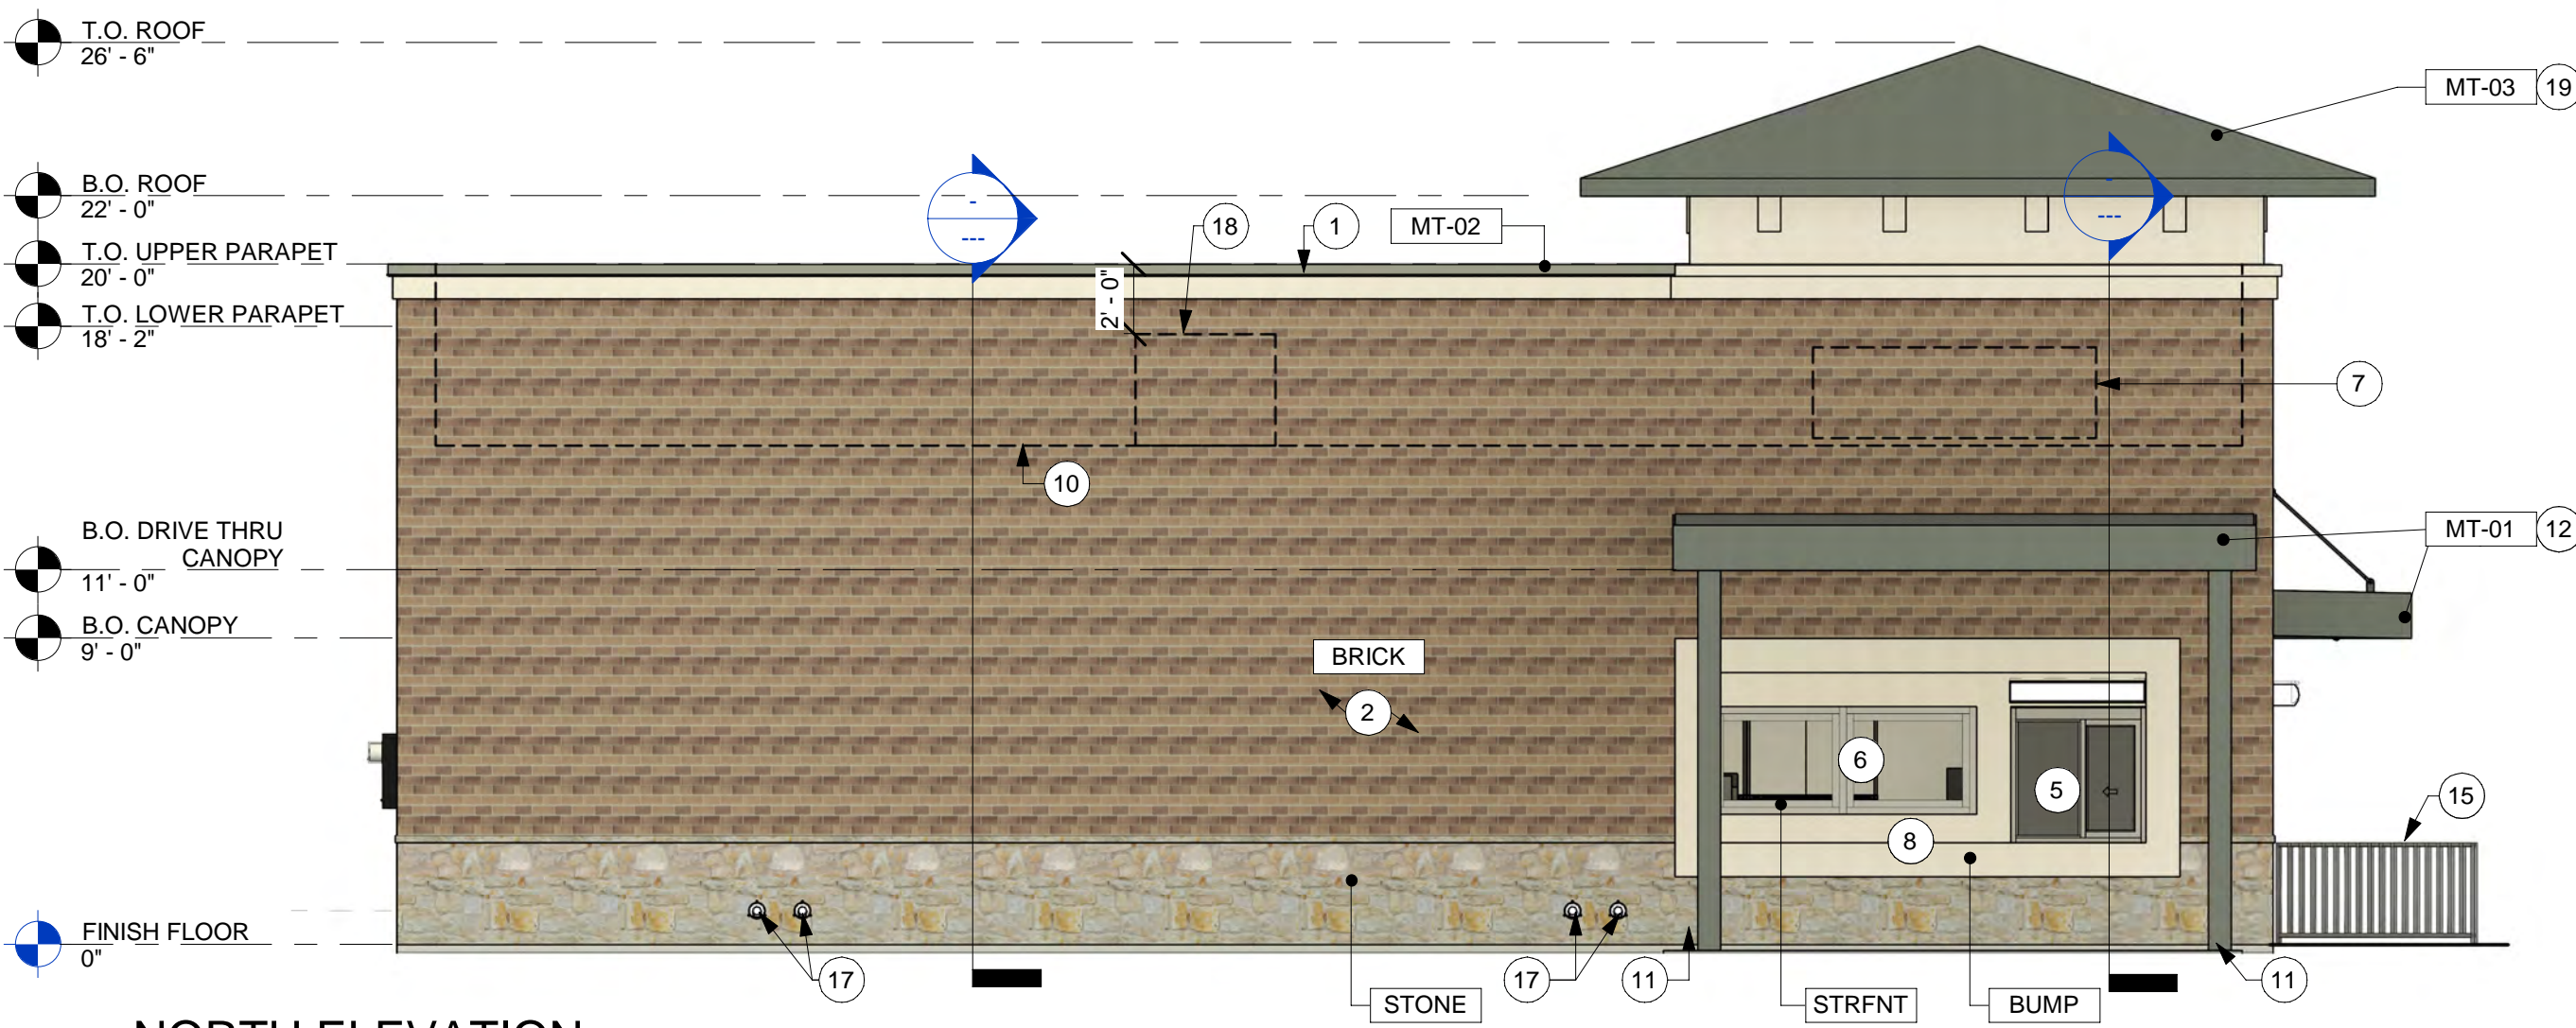 T.O. ROOF
26' - 6"
MT-03 19
B.O. ROOF
22' - 0"
-
---
-
---
18
1
MT-02
T.O. UPPER PARAPET
20' - 0"
2' - 0"
T.O. LOWER PARAPET
18' - 2"
7
10
B.O. DRIVE THRU
CANOPY
11' - 0"
MT-01 12
B.O. CANOPY
9' - 0"
BRICK
2
6
5
15
8
FINISH FLOOR
0"
17
17
11
11
STONE
STRFNT
BUMP
NORTH ELEVATION